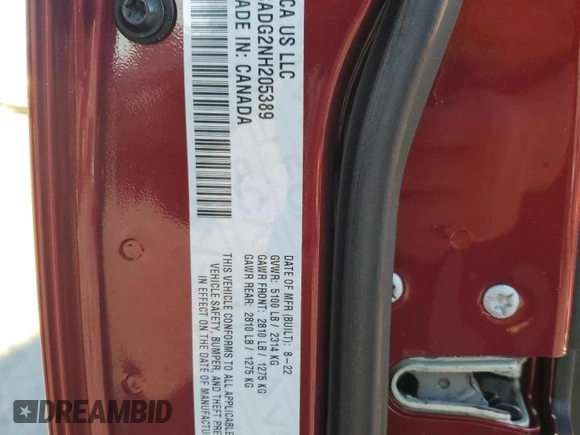 CA US LLC
ADG2NH205389
ADE IN: CANADA
DATE OF MFR (BUILT): 8-22
GVWR: 5100 LB / 2314 KG
GAWR FRONT: 2810 LB / 1275 KG
GAWR REAR: 2810 LB / 1275 KG
THIS VEHICLE CONFORMS TO ALL APPLICABLE
VEHICLE SAFETY, BUMPER, AND THEFT PRE
IN EFFECT ON THE DATE OF MANUFACTU
DREAMBID